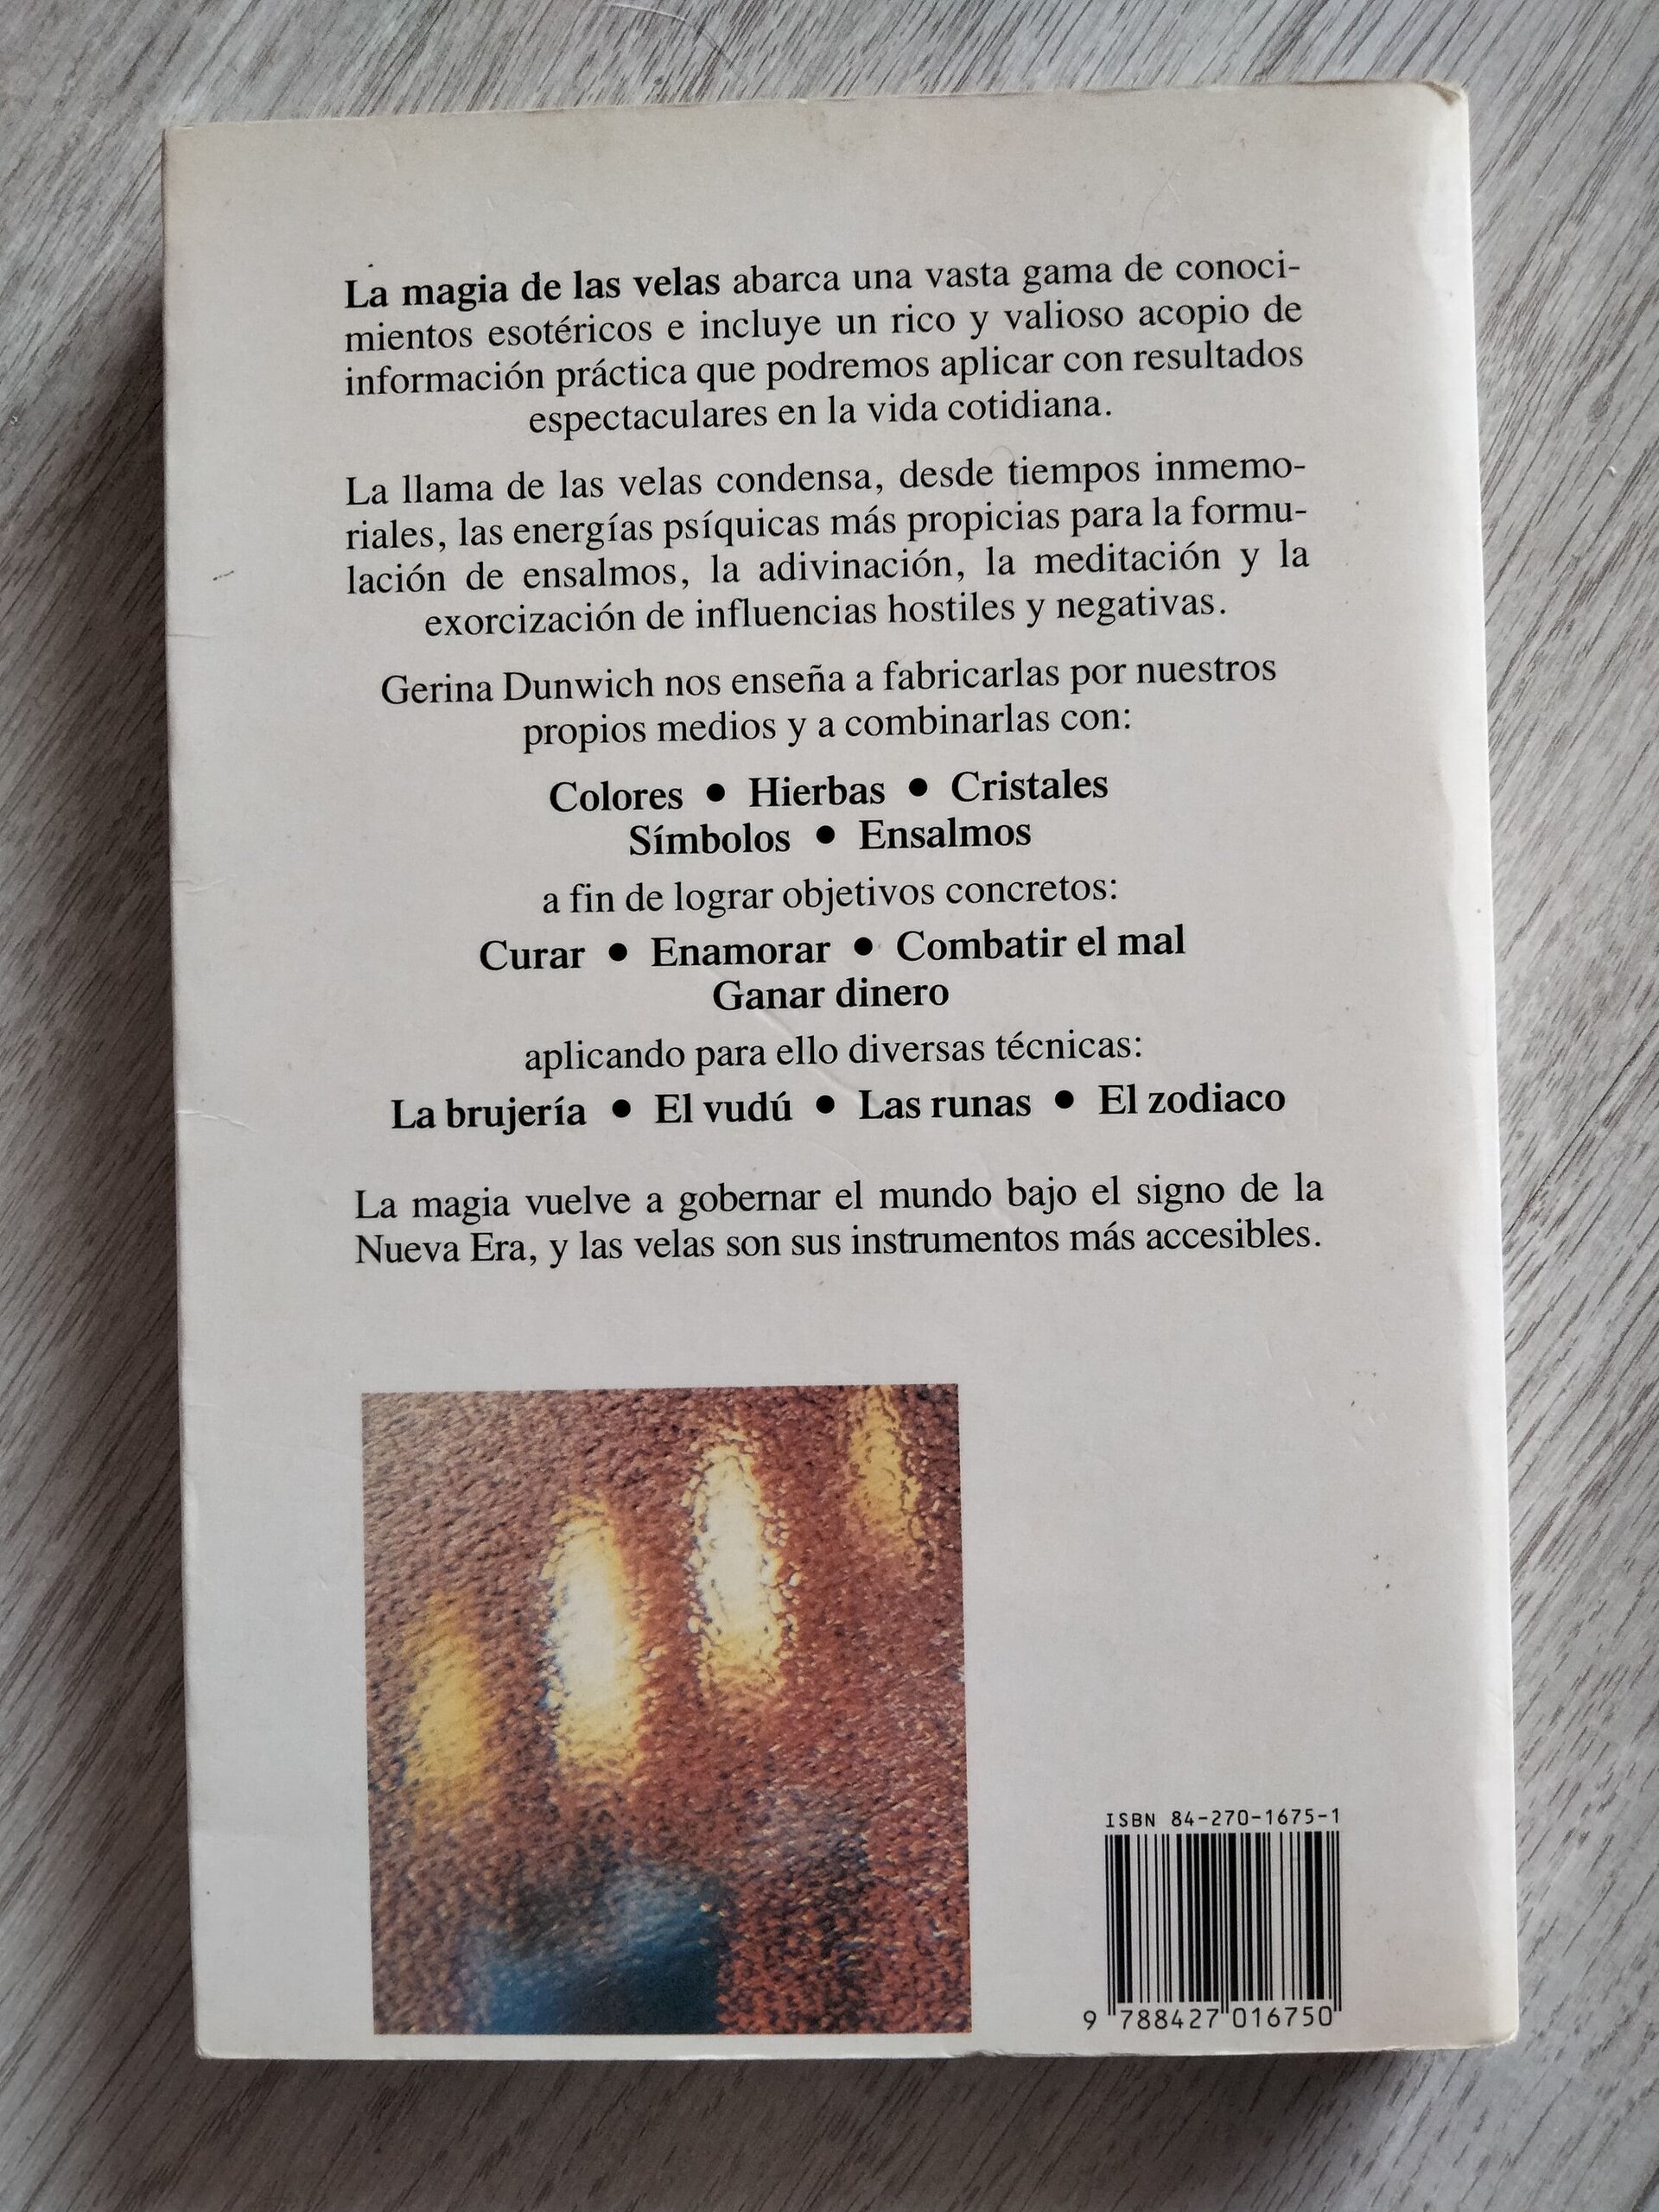 La magia de las velas abarca una vasta gama de conoci-
mientos esotéricos e incluye un rico y valioso acopio de
información práctica que podremos aplicar con resultados
espectaculares en la vida cotidiana.
La llama de las velas condensa, desde tiempos inmemo-
riales, las energías psíquicas más propicias para la formu-
lación de ensalmos, la adivinación, la meditación y la
exorcización de influencias hostiles y negativas.
Gerina Dunwich nos enseña a fabricarlas por nuestros
propios medios y a combinarlas con:
Colores ● Hierbas ● Cristales
Símbolos ● Ensalmos
a fin de lograr objetivos concretos:
Curar ● Enamorar ● Combatir el mal
Ganar dinero
aplicando para ello diversas técnicas:
La brujería ● El vudú ● Las runas ● El zodiaco
La magia vuelve a gobernar el mundo bajo el signo de la
Nueva Era, y las velas son sus instrumentos más accesibles.
ISBN 84-270-1675-1
9 788427 016750